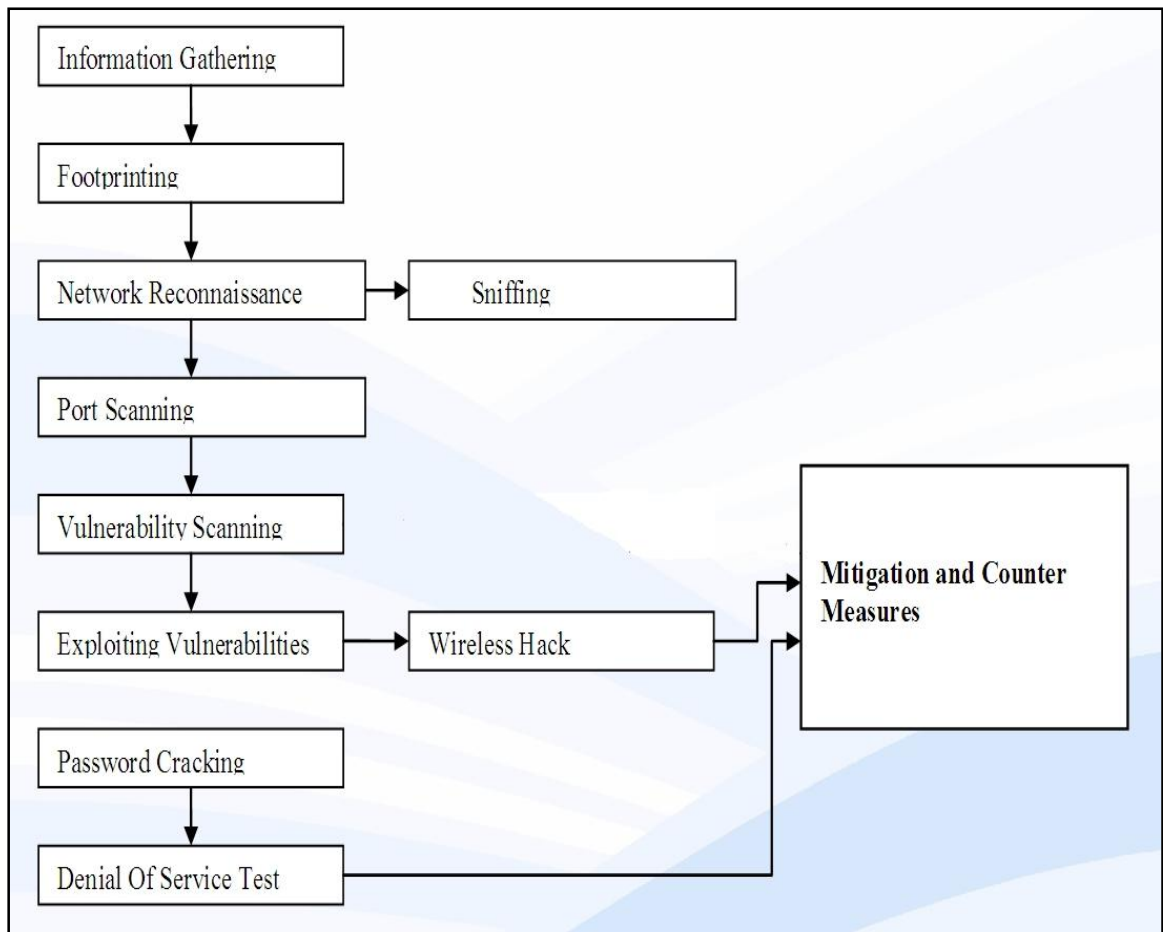 Information Gathering
Footprinting
Network Reconnaissance
Sniffing
Port Scanning
Vulnerability Scanning
Exploiting Vulnerabilities
Wireless Hack
Mitigation and Counter
Measures
Password Cracking
Denial Of Service Test